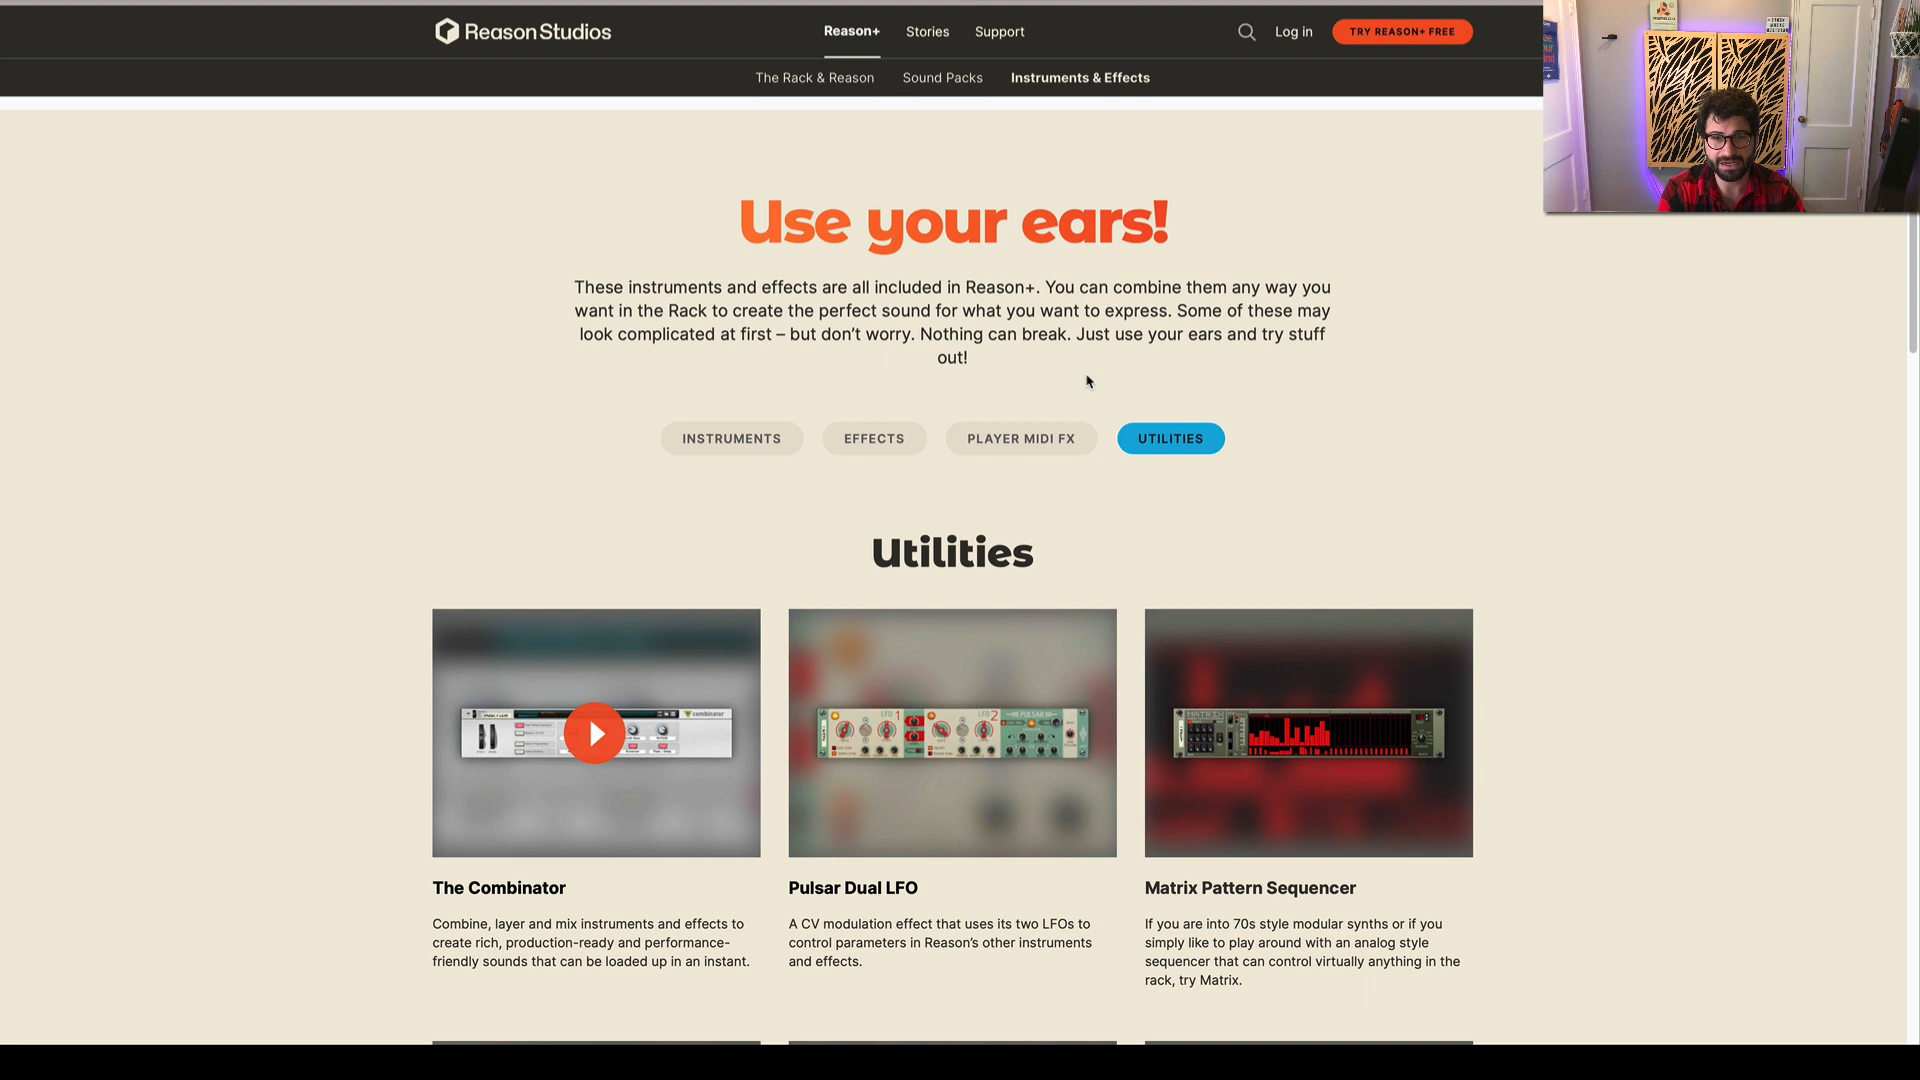 Reason Studios
Reason+
Stories
Support
Log in
TRY REASON+ FREE
The Rack & Reason
Sound Packs
Instruments & Effects
Use your ears!
These instruments and effects are all included in Reason+. You can combine them any way you
want in the Rack to create the perfect sound for what you want to express. Some of these may
look complicated at first – but don't worry. Nothing can break. Just use your ears and try stuff
out!
INSTRUMENTS
EFFECTS
PLAYER MIDI FX
UTILITIES
Utilities
combinator
LFO 1
LFO 2
PULSAR
MATRIX
The Combinator
Combine, layer and mix instruments and effects to
create rich, production-ready and performance-
friendly sounds that can be loaded up in an instant.
Pulsar Dual LFO
A CV modulation effect that uses its two LFOs to
control parameters in Reason's other instruments
and effects.
Matrix Pattern Sequencer
If you are into 70s style modular synths or if you
simply like to play around with an analog style
sequencer that can control virtually anything in the
rack, try Matrix.